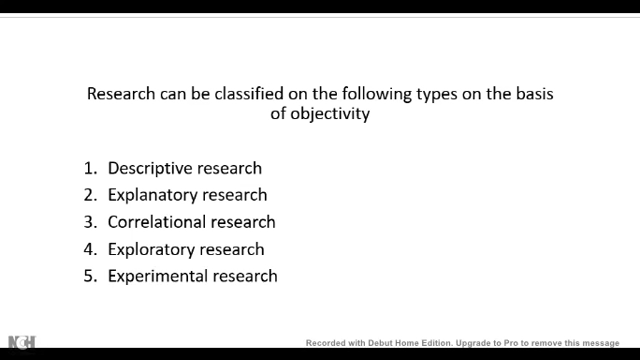 Research can be classified on the following types on the basis
of objectivity
1. Descriptive research
2. Explanatory research
3. Correlational research
4. Exploratory research
5. Experimental research
NCH
Recorded with Debut Home Edition. Upgrade to Pro to remove this message